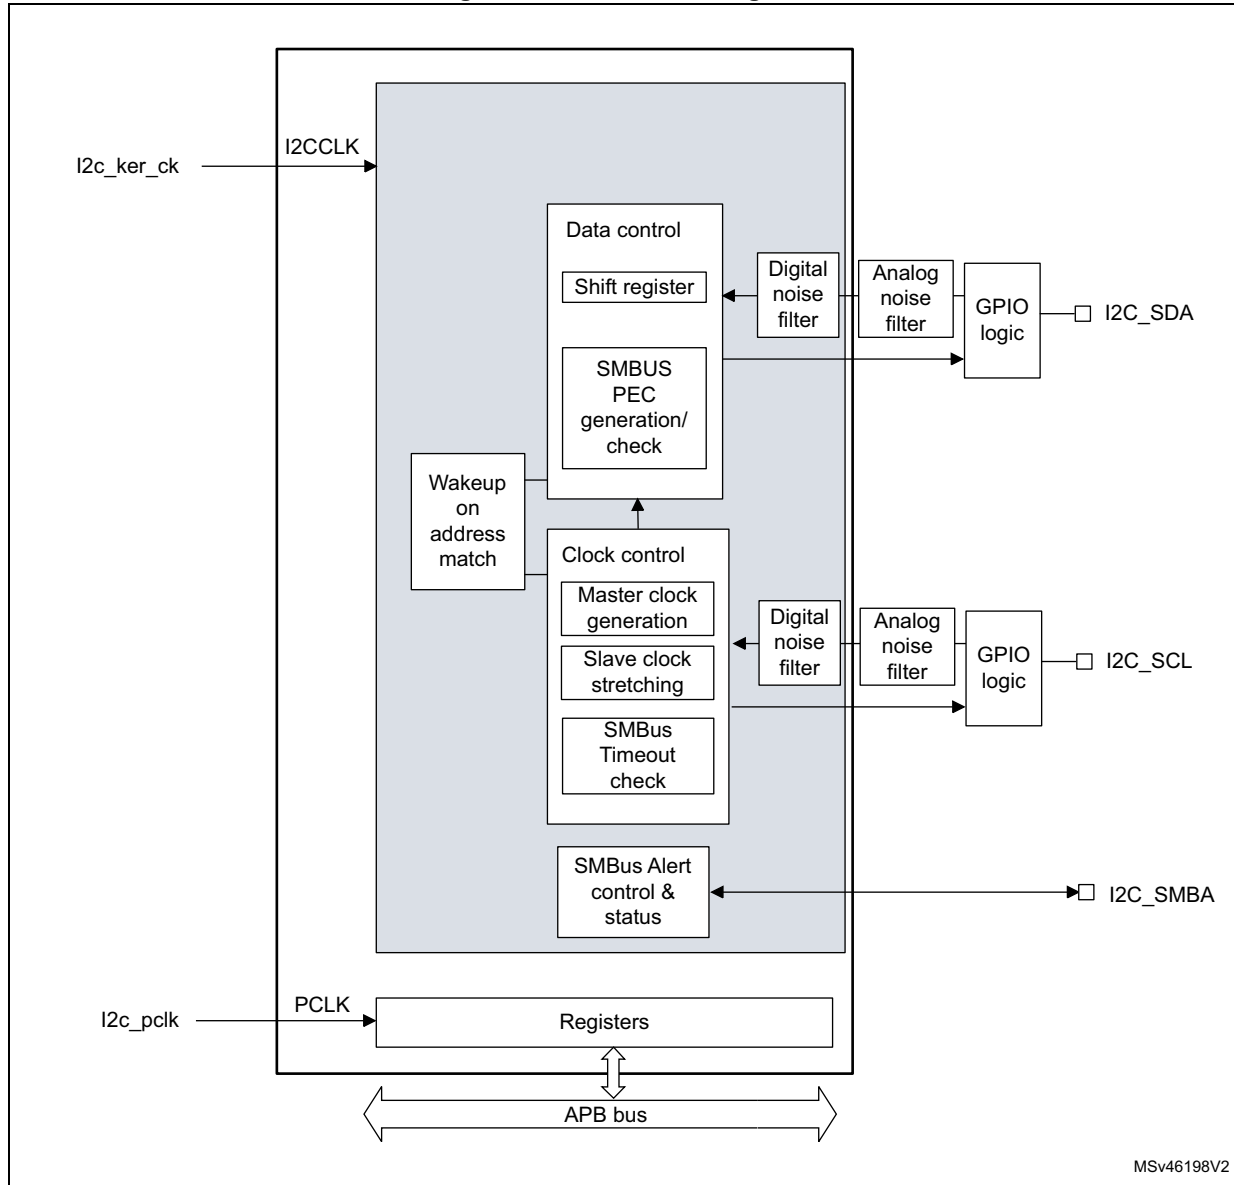 I2CCLK
I2c_ker_ck
Data control
Shift register
SMBUS
PEC
generation/
check
Digital
noise
filter
Analog
noise
filter
GPIO
logic
I2C_SDA
Wakeup
on
address
match
Clock control
Master clock
generation
Slave clock
stretching
SMBus
Timeout
check
Digital
noise
filter
Analog
noise
filter
GPIO
logic
I2C_SCL
SMBus Alert
control &
status
I2C_SMBA
PCLK
I2c_pclk
Registers
APB bus
MSv46198V2